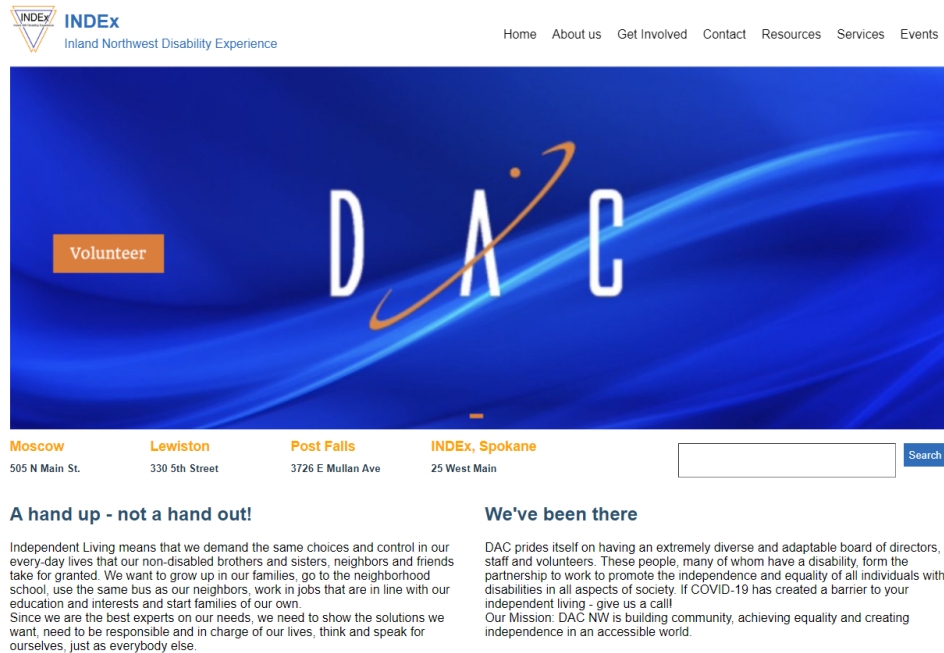 INDEx
INDEx
Inland Northwest Disability Experience
Home About us Get Involved Contact Resources Services Events
Volunteer
DAC
Moscow Lewiston Post Falls INDEx, Spokane
505 N Main St. 330 5th Street 3726 E Mullan Ave 25 West Main
Search
A hand up - not a hand out!
Independent Living means that we demand the same choices and control in our
every-day lives that our non-disabled brothers and sisters, neighbors and friends
take for granted. We want to grow up in our families, go to the neighborhood
school, use the same bus as our neighbors, work in jobs that are in line with our
education and interests and start families of our own.
Since we are the best experts on our needs, we need to show the solutions we
want, need to be responsible and in charge of our lives, think and speak for
ourselves, just as everybody else.
We've been there
DAC prides itself on having an extremely diverse and adaptable board of directors,
staff and volunteers. These people, many of whom have a disability, form the
partnership to work to promote the independence and equality of all individuals with
disabilities in all aspects of society. If COVID-19 has created a barrier to your
independent living - give us a call!
Our Mission: DAC NW is building community, achieving equality and creating
independence in an accessible world.